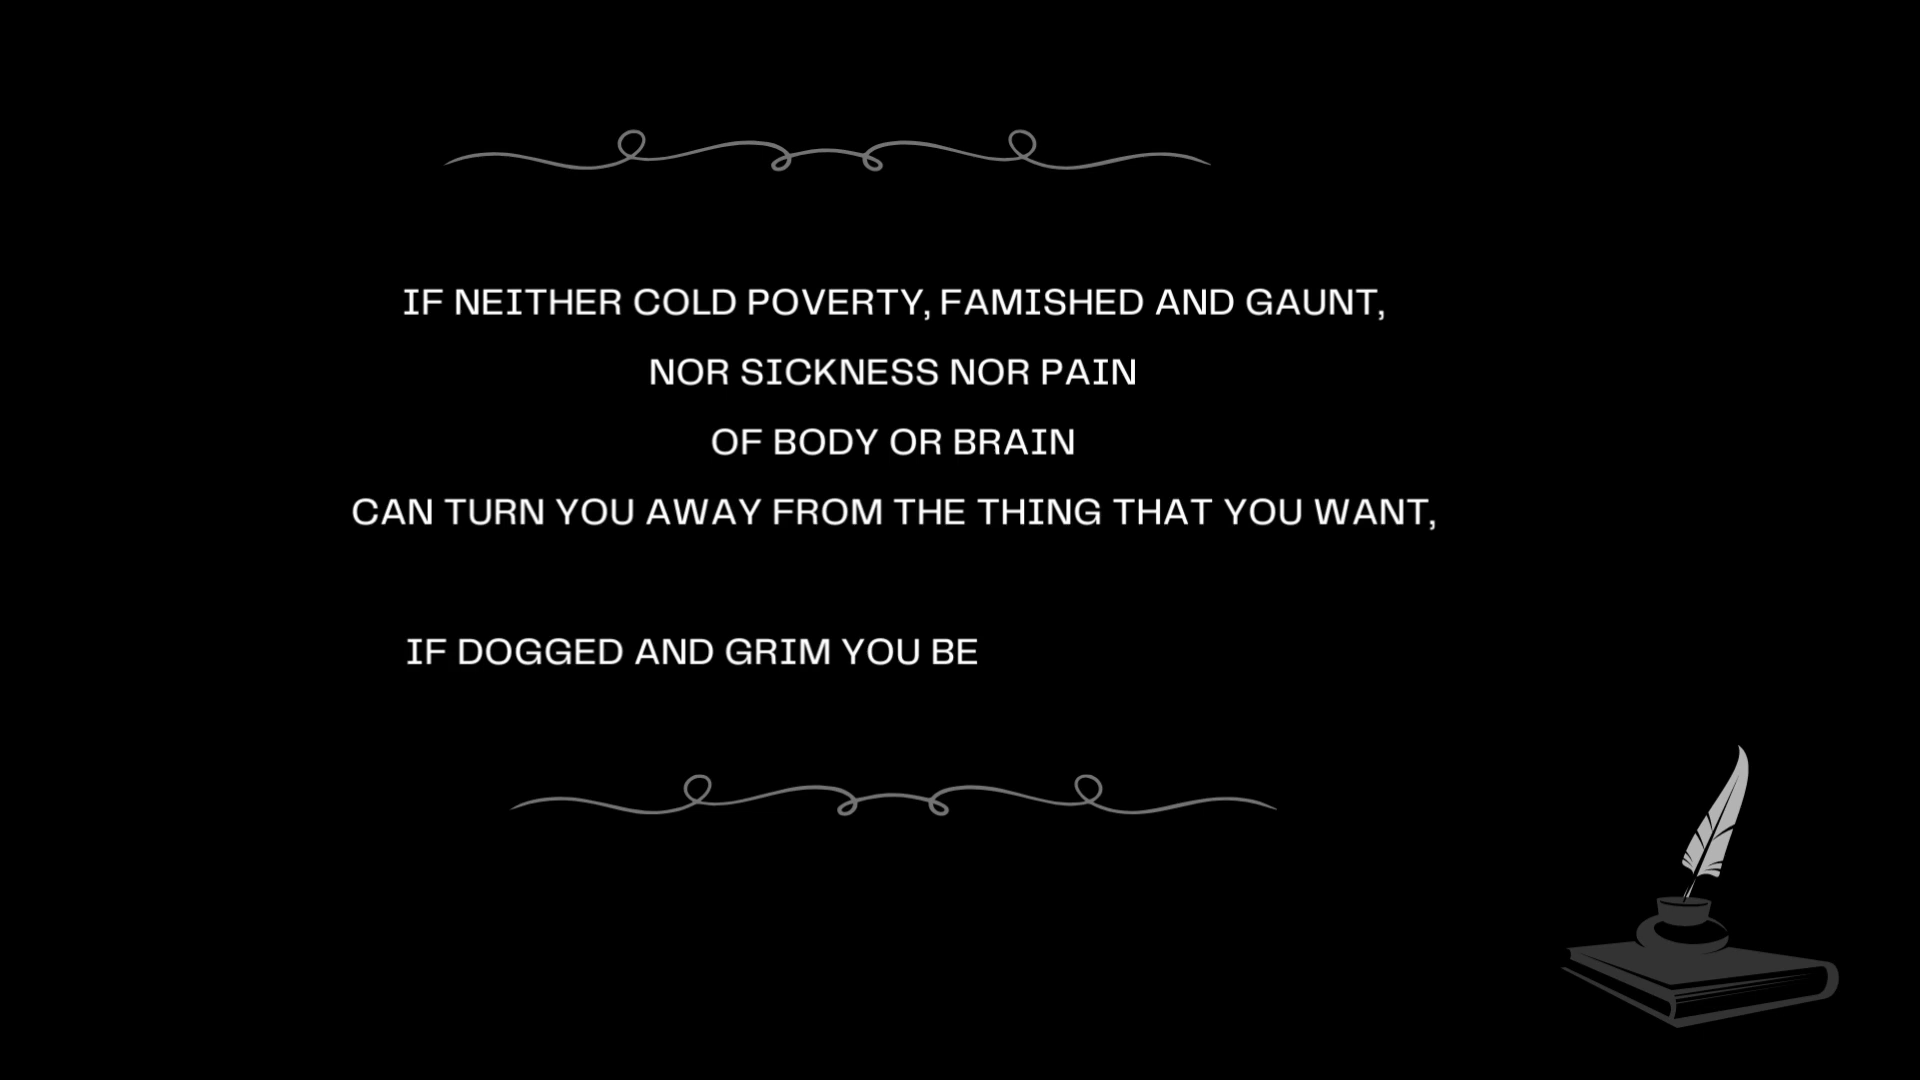 IF NEITHER COLD POVERTY, FAMISHED AND GAUNT,
NOR SICKNESS NOR PAIN
OF BODY OR BRAIN
CAN TURN YOU AWAY FROM THE THING THAT YOU WANT,
IF DOGGED AND GRIM YOU BE